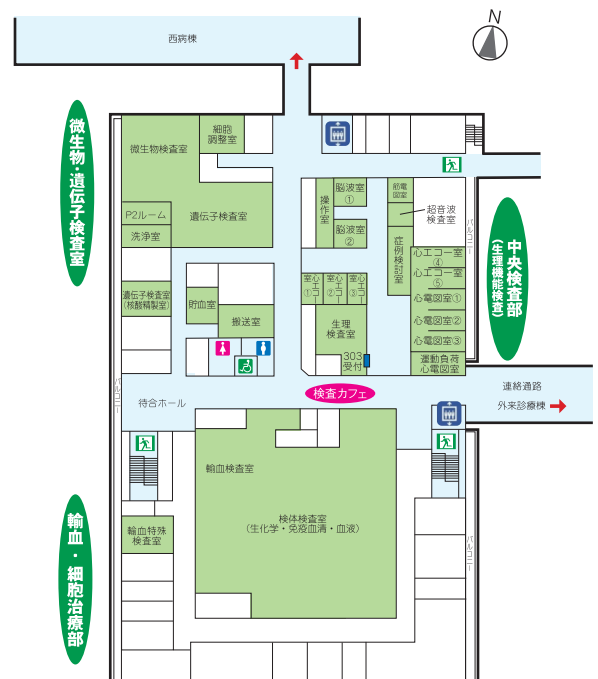 西病棟
N
微生物・遺伝子検査室
微生物検査室
細胞
調整室
遺伝子検査室
P2ルーム
洗浄室
遺伝子検査室
(核酸精製室)
貯血室
搬送室
操作室
脳波室
①
脳波室
②
筋電
図室
超音波
検査室
症例検討室
バルコニー
中央検査部
(生理機能検査)
心エコー室
④
心エコー室
⑤
心電図室①
心電図室②
心電図室③
運動負荷
心電図室
心エコー室①
心エコー室②
心エコー室③
生理
検査室
303
受付
検査カフェ
バルコニー
待合ホール
連絡通路
外来診療棟
輸血検査室
検体検査室
(生化学・免疫血清・血液)
輸血・細胞治療部
輸血特殊
検査室
バルコニー